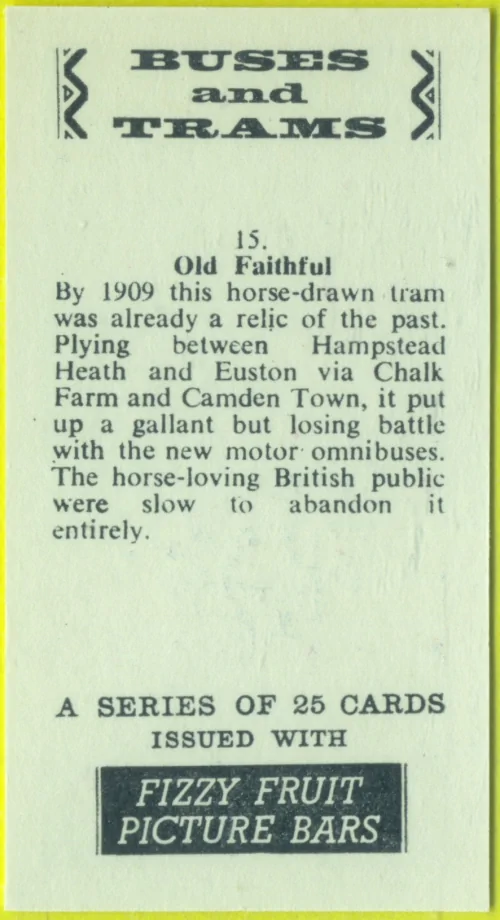 BUSES
and
TRAMS
15.
Old Faithful
By 1909 this horse-drawn tram
was already a relic of the past.
Plying between Hampstead
Heath and Euston via Chalk
Farm and Camden Town, it put
up a gallant but losing battle
with the new motor omnibuses.
The horse-loving British public
were slow to abandon it
entirely.
A SERIES OF 25 CARDS
ISSUED WITH
FIZZY FRUIT
PICTURE BARS